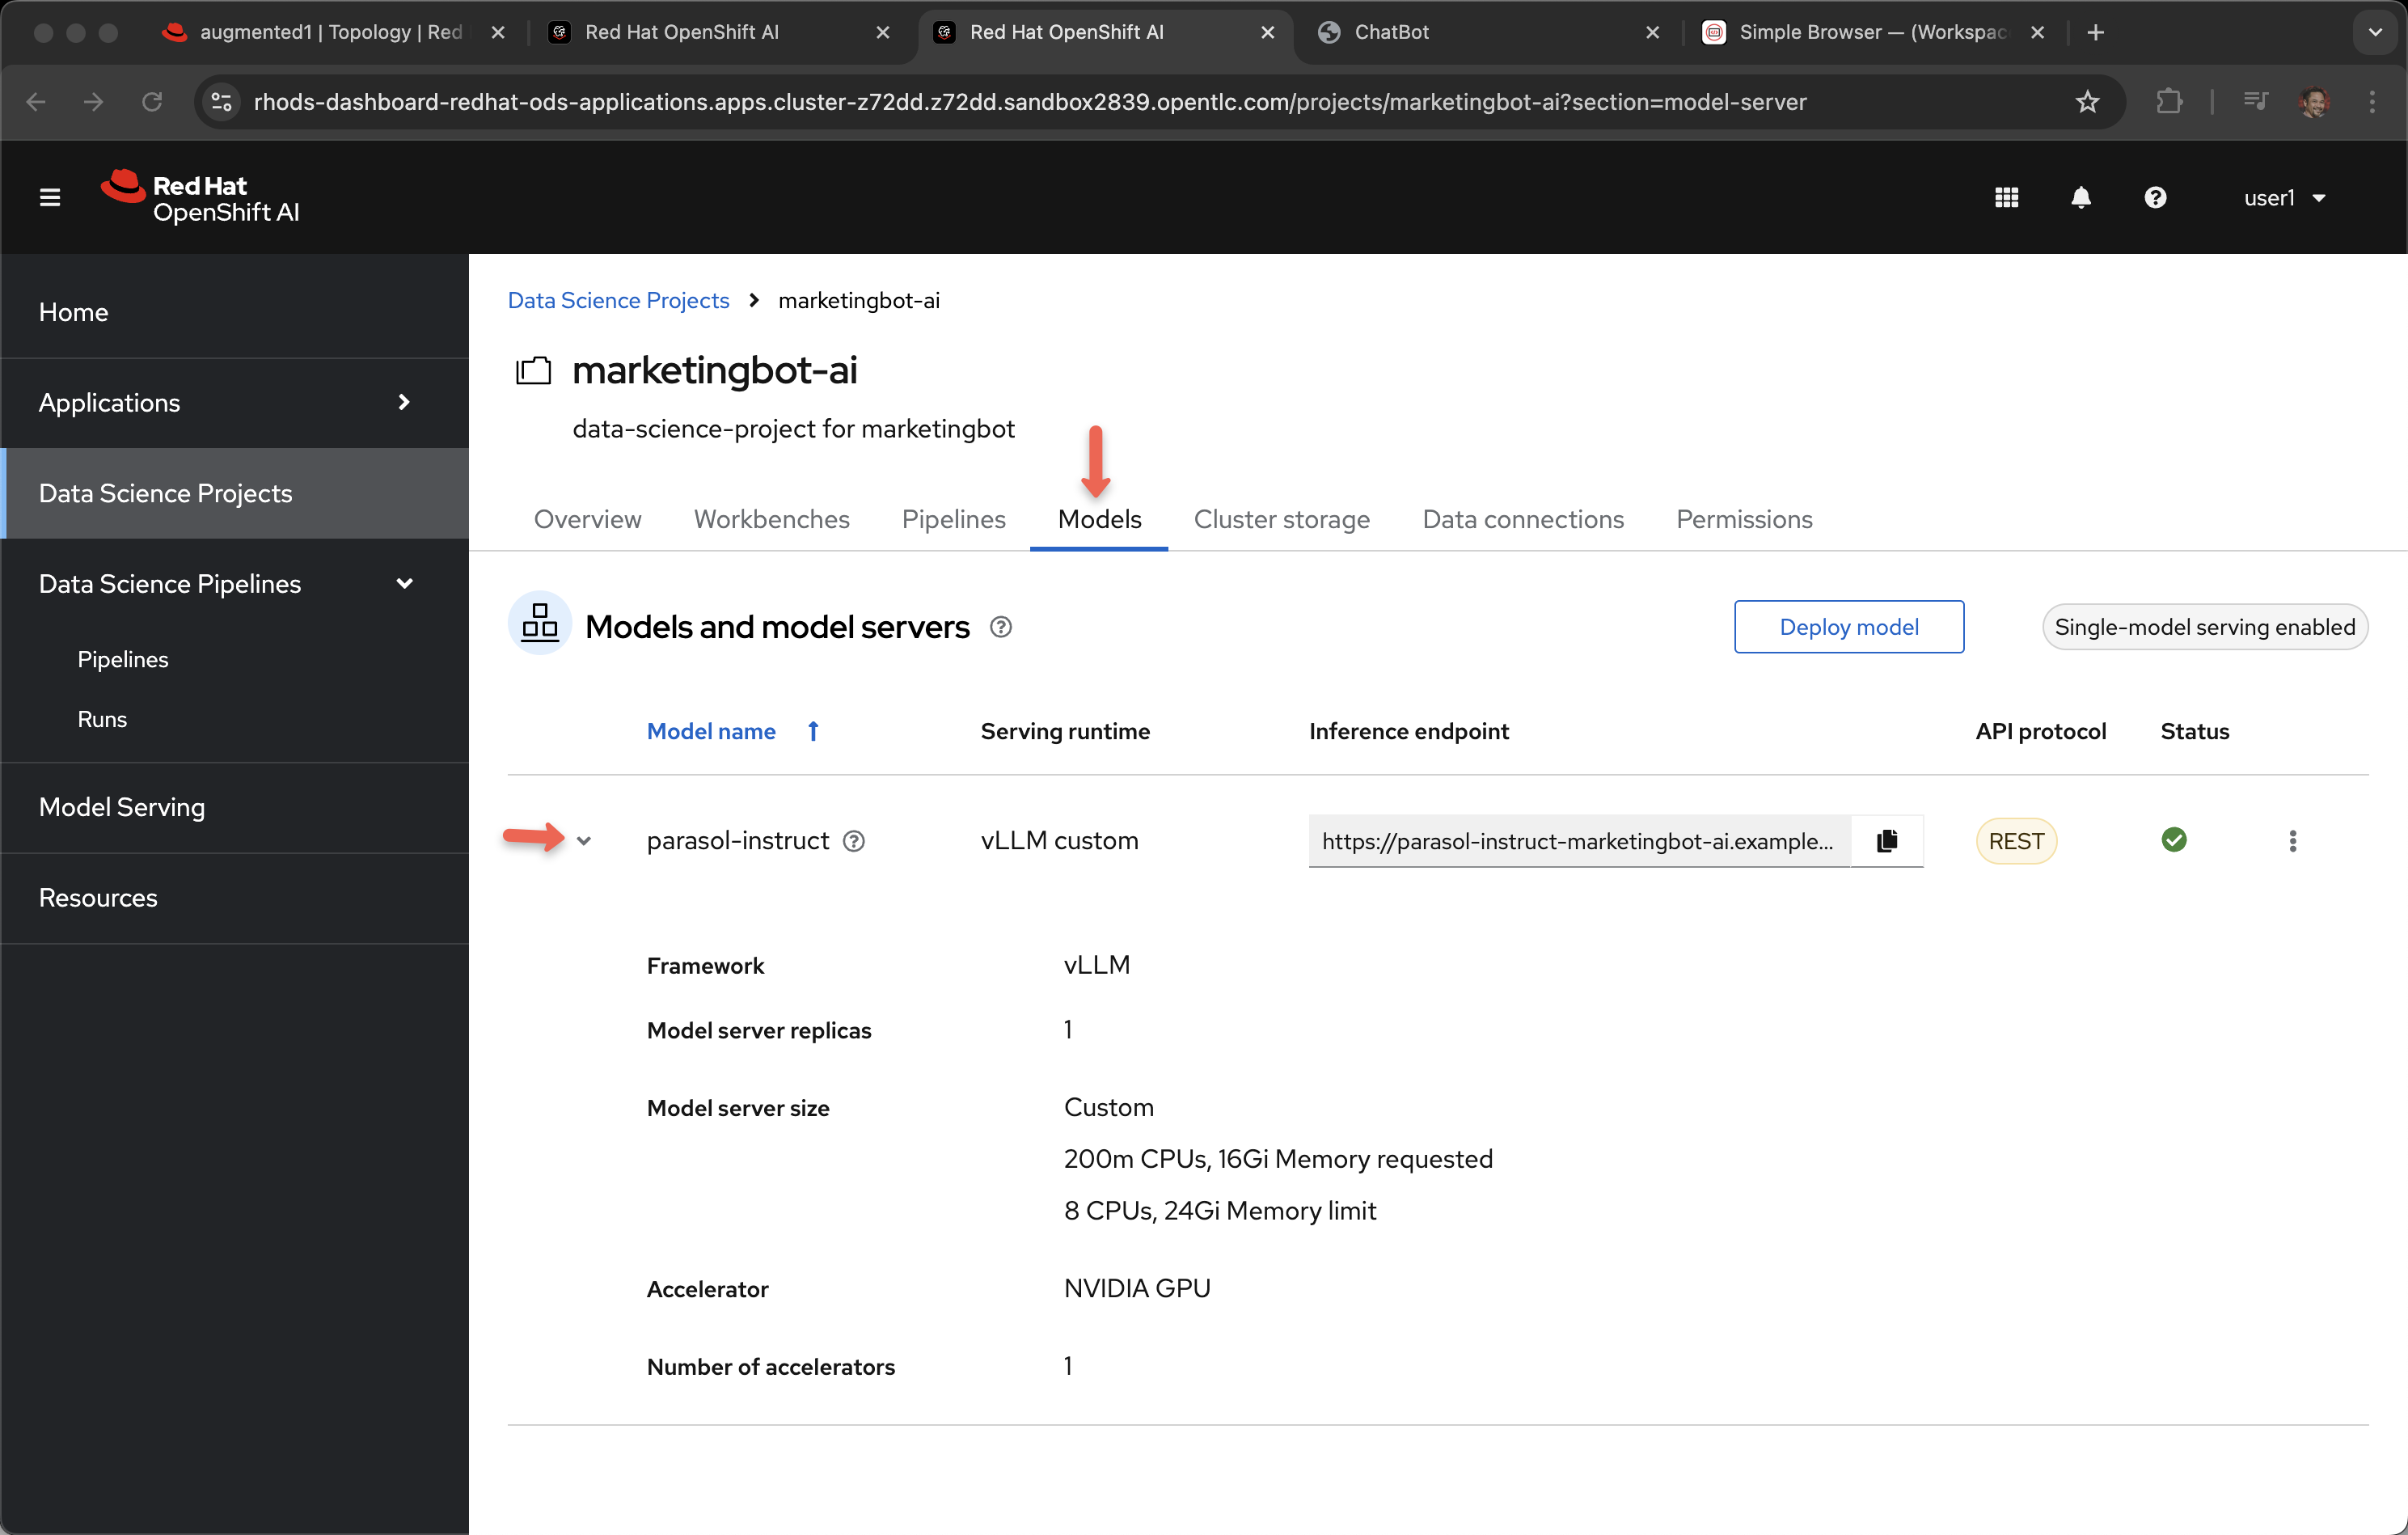 augmented1 | Topology | Red
Red Hat OpenShift AI
Red Hat OpenShift AI
ChatBot
Simple Browser — (Workspac
rhods-dashboard-redhat-ods-applications.apps.cluster-z72dd.z72dd.sandbox2839.opentlc.com/projects/marketingbot-ai?section=model-server
Red Hat
OpenShift AI
user1
Home
Applications
Data Science Projects
Data Science Pipelines
Pipelines
Runs
Model Serving
Resources
Data Science Projects > marketingbot-ai
marketingbot-ai
data-science-project for marketingbot
Overview Workbenches Pipelines Models Cluster storage Data connections Permissions
Models and model servers
Deploy model
Single-model serving enabled
Model name Serving runtime Inference endpoint API protocol Status
parasol-instruct vLLM custom https://parasol-instruct-marketingbot-ai.example... REST
Framework vLLM
Model server replicas 1
Model server size Custom
200m CPUs, 16Gi Memory requested
8 CPUs, 24Gi Memory limit
Accelerator NVIDIA GPU
Number of accelerators 1